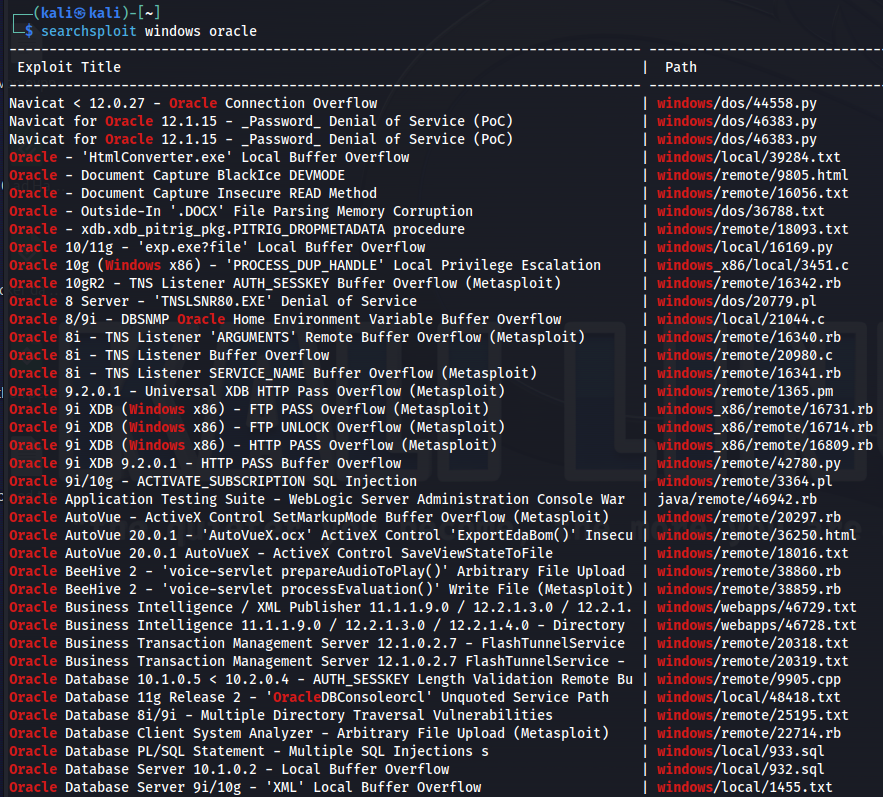 (kali㉿kali)-[~]
$ searchsploit windows oracle
Exploit Title | Path
Navicat < 12.0.27 - Oracle Connection Overflow | windows/dos/44558.py
Navicat for Oracle 12.1.15 - _Password_ Denial of Service (PoC) | windows/dos/46383.py
Navicat for Oracle 12.1.15 - _Password_ Denial of Service (PoC) | windows/dos/46383.py
Oracle - 'HtmlConverter.exe' Local Buffer Overflow | windows/local/39284.txt
Oracle - Document Capture BlackIce DEVMODE | windows/remote/9805.html
Oracle - Document Capture Insecure READ Method | windows/remote/16056.txt
Oracle - Outside-In '.DOCX' File Parsing Memory Corruption | windows/dos/36788.txt
Oracle - xdb.xdb_pitrig_pkg.PITRIG_DROPMETADATA procedure | windows/remote/18093.txt
Oracle 10/11g - 'exp.exe?file' Local Buffer Overflow | windows/local/16169.py
Oracle 10g (Windows x86) - 'PROCESS_DUP_HANDLE' Local Privilege Escalation | windows_x86/local/3451.c
Oracle 10gR2 - TNS Listener AUTH_SESSKEY Buffer Overflow (Metasploit) | windows/remote/16342.rb
Oracle 8 Server - 'TNSLSNR80.EXE' Denial of Service | windows/dos/20779.pl
Oracle 8/9i - DBSNMP Oracle Home Environment Variable Buffer Overflow | windows/local/21044.c
Oracle 8i - TNS Listener 'ARGUMENTS' Remote Buffer Overflow (Metasploit) | windows/remote/16340.rb
Oracle 8i - TNS Listener Buffer Overflow | windows/remote/20980.c
Oracle 8i - TNS Listener SERVICE_NAME Buffer Overflow (Metasploit) | windows/remote/16341.rb
Oracle 9.2.0.1 - Universal XDB HTTP Pass Overflow (Metasploit) | windows/remote/1365.pm
Oracle 9i XDB (Windows x86) - FTP PASS Overflow (Metasploit) | windows_x86/remote/16731.rb
Oracle 9i XDB (Windows x86) - FTP UNLOCK Overflow (Metasploit) | windows_x86/remote/16714.rb
Oracle 9i XDB (Windows x86) - HTTP PASS Overflow (Metasploit) | windows_x86/remote/16809.rb
Oracle 9i XDB 9.2.0.1 - HTTP PASS Buffer Overflow | windows/remote/42780.py
Oracle 9i/10g - ACTIVATE_SUBSCRIPTION SQL Injection | windows/remote/3364.pl
Oracle Application Testing Suite - WebLogic Server Administration Console War | java/remote/46942.rb
Oracle AutoVue - ActiveX Control SetMarkupMode Buffer Overflow (Metasploit) | windows/remote/20297.rb
Oracle AutoVue 20.0.1 - 'AutoVueX.ocx' ActiveX Control 'ExportEdaBom()' Insecu | windows/remote/36250.html
Oracle AutoVue 20.0.1 AutoVueX - ActiveX Control SaveViewStateToFile | windows/remote/18016.txt
Oracle BeeHive 2 - 'voice-servlet prepareAudioToPlay()' Arbitrary File Upload | windows/remote/38860.rb
Oracle BeeHive 2 - 'voice-servlet processEvaluation()' Write File (Metasploit) | windows/remote/38859.rb
Oracle Business Intelligence / XML Publisher 11.1.1.9.0 / 12.2.1.3.0 / 12.2.1. | windows/webapps/46729.txt
Oracle Business Intelligence 11.1.1.9.0 / 12.2.1.3.0 / 12.2.1.4.0 - Directory | windows/webapps/46728.txt
Oracle Business Transaction Management Server 12.1.0.2.7 - FlashTunnelService | windows/remote/20318.txt
Oracle Business Transaction Management Server 12.1.0.2.7 FlashTunnelService - | windows/remote/20319.txt
Oracle Database 10.1.0.5 < 10.2.0.4 - AUTH_SESSKEY Length Validation Remote Bu | windows/remote/9905.cpp
Oracle Database 11g Release 2 - 'OracleDBConsoleorcl' Unquoted Service Path | windows/local/48418.txt
Oracle Database 8i/9i - Multiple Directory Traversal Vulnerabilities | windows/remote/25195.txt
Oracle Database Client System Analyzer - Arbitrary File Upload (Metasploit) | windows/remote/22714.rb
Oracle Database PL/SQL Statement - Multiple SQL Injections s | windows/local/933.sql
Oracle Database Server 10.1.0.2 - Local Buffer Overflow | windows/local/932.sql
Oracle Database Server 9i/10g - 'XML' Local Buffer Overflow | windows/local/1455.txt